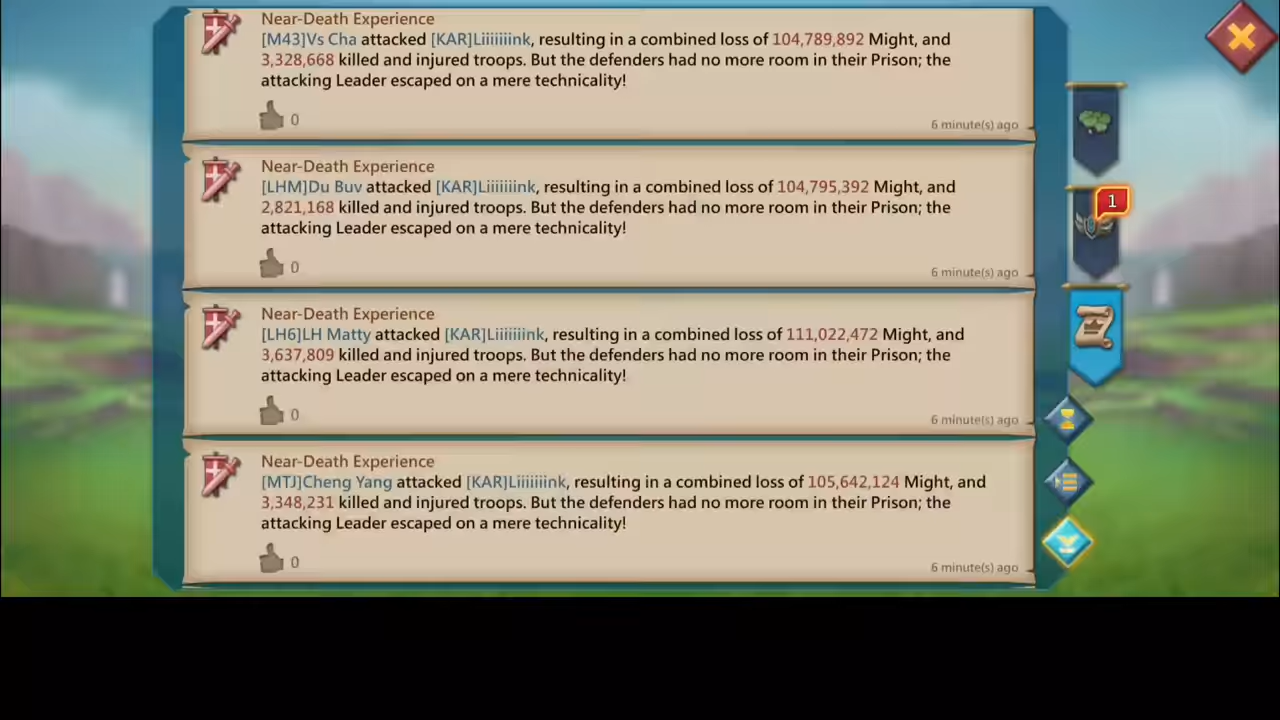 Near-Death Experience
[M43]Vs Cha attacked [KAR]Liiiiiiink, resulting in a combined loss of 104,789,892 Might, and
3,328,668 killed and injured troops. But the defenders had no more room in their Prison; the
attacking Leader escaped on a mere technicality!
0
6 minute(s) ago
Near-Death Experience
[LHM]Du Buv attacked [KAR]Liiiiiiink, resulting in a combined loss of 104,795,392 Might, and
2,821,168 killed and injured troops. But the defenders had no more room in their Prison; the
attacking Leader escaped on a mere technicality!
0
6 minute(s) ago
1
Near-Death Experience
[LH6]LH Matty attacked [KAR]Liiiiiiink, resulting in a combined loss of 111,022,472 Might, and
3,637,809 killed and injured troops. But the defenders had no more room in their Prison; the
attacking Leader escaped on a mere technicality!
0
6 minute(s) ago
Near-Death Experience
[MTJ]Cheng Yang attacked [KAR]Liiiiiiink, resulting in a combined loss of 105,642,124 Might, and
3,348,231 killed and injured troops. But the defenders had no more room in their Prison; the
attacking Leader escaped on a mere technicality!
0
6 minute(s) ago